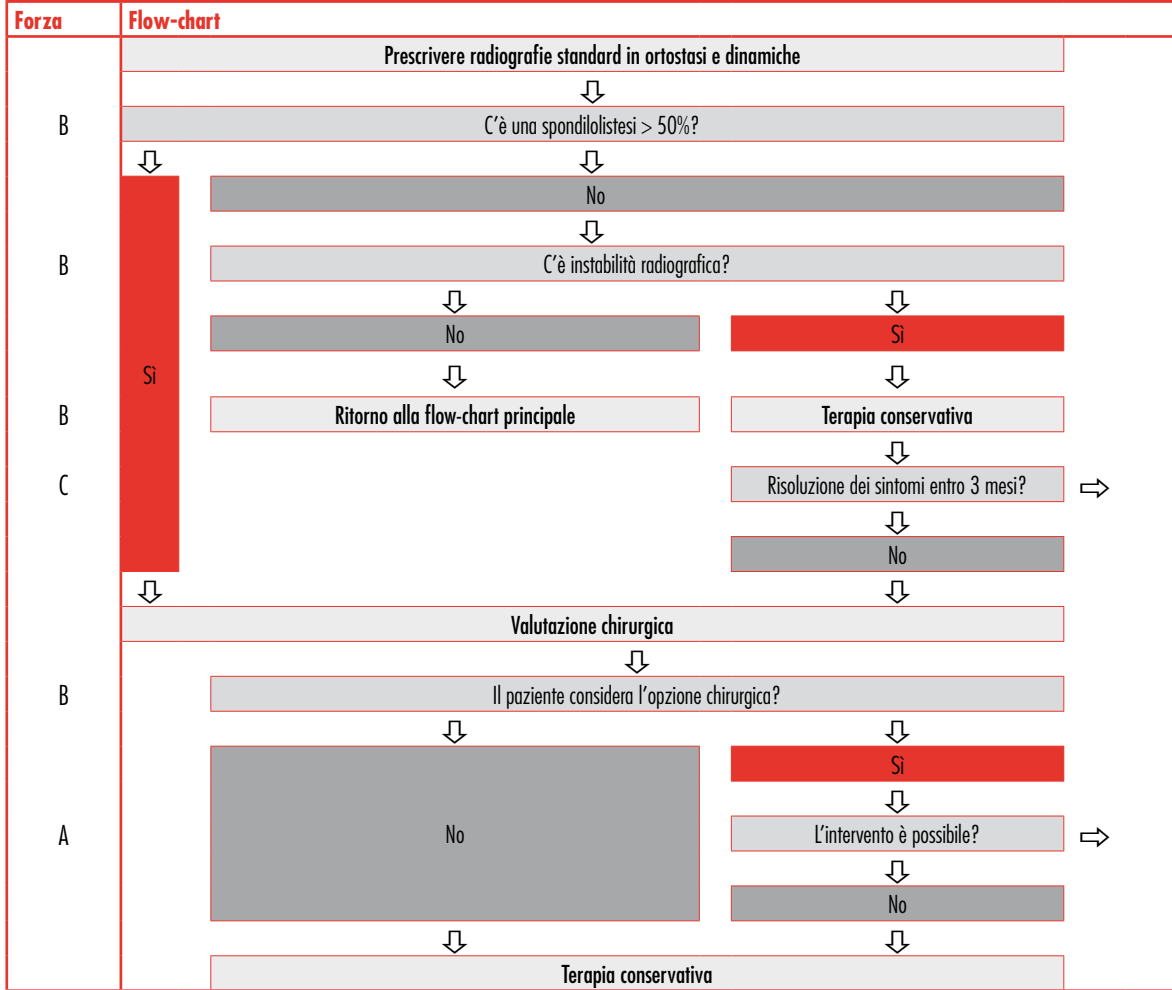 Forza Flow-chart
Prescrivere radiografie standard in ortostasi e dinamiche
B C'è una spondilolistesi > 50%?
No
B C'è instabilità radiografica?
No Sì
Sì
B Ritorno alla flow-chart principale Terapia conservativa
C Risoluzione dei sintomi entro 3 mesi?
No
Valutazione chirurgica
B Il paziente considera l'opzione chirurgica?
Sì
A No L'intervento è possibile?
No
Terapia conservativa